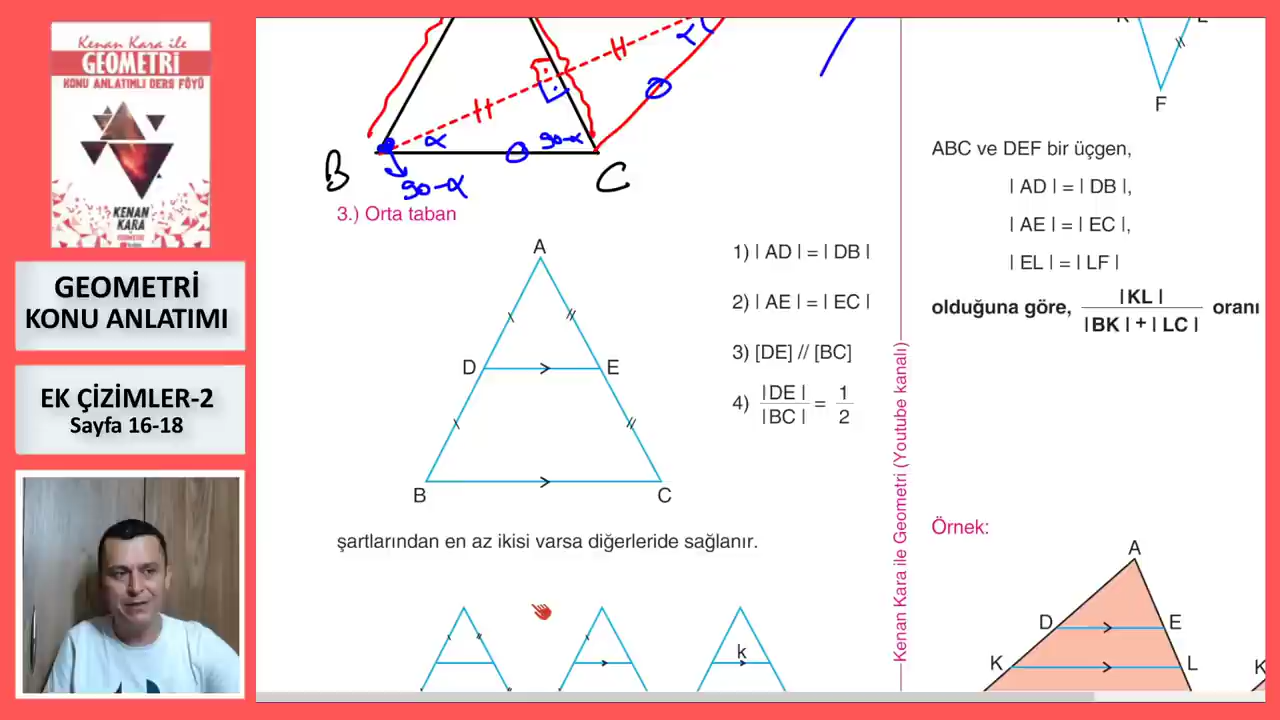 Kenan Kara ile
GEOMETRİ
KONU ANLATIMLI DERS FÖYÜ
KENAN
KARA
GEOMETRİ
KONU ANLATIMI
EK ÇİZİMLER-2
Sayfa 16-18
α
α
90-α
B
90-α
C
3.) Orta taban
A
D
E
B
C
1) | AD | = | DB |
2) | AE | = | EC |
3) [DE] // [BC]
4) |DE | / |BC | = 1 / 2
şartlarından en az ikisi varsa diğerleride sağlanır.
k
Kenan Kara ile Geometri (Youtube kanalı)
F
ABC ve DEF bir üçgen,
| AD | = | DB |,
| AE | = | EC |,
| EL | = | LF |
olduğuna göre, |KL | / |BK | + | LC | oranı
Örnek:
A
D
E
K
L
K